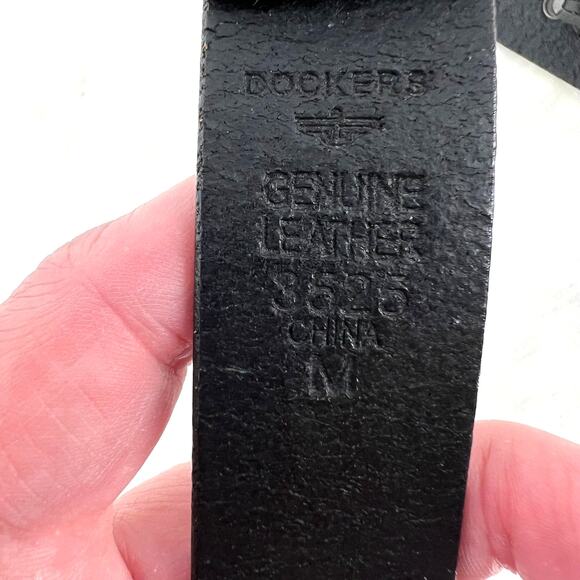 DOCKERS®
GENUINE
LEATHER
3525
CHINA
M